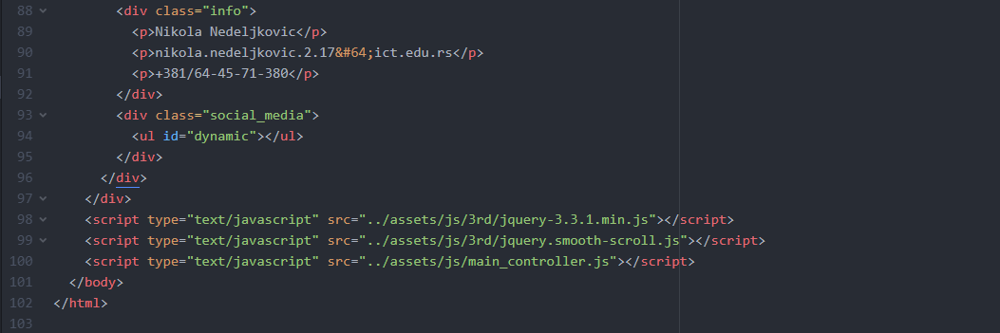 88 <div class="info">
89 <p>Nikola Nedeljkovic</p>
90 <p>nikola.nedeljkovic.2.17&#64;ict.edu.rs</p>
91 <p>+381/64-45-71-380</p>
92 </div>
93 <div class="social_media">
94 <ul id="dynamic"></ul>
95 </div>
96 </div>
97 </div>
98 <script type="text/javascript" src="../assets/js/3rd/jquery-3.3.1.min.js"></script>
99 <script type="text/javascript" src="../assets/js/3rd/jquery.smooth-scroll.js"></script>
100 <script type="text/javascript" src="../assets/js/main_controller.js"></script>
101 </body>
102 </html>
103